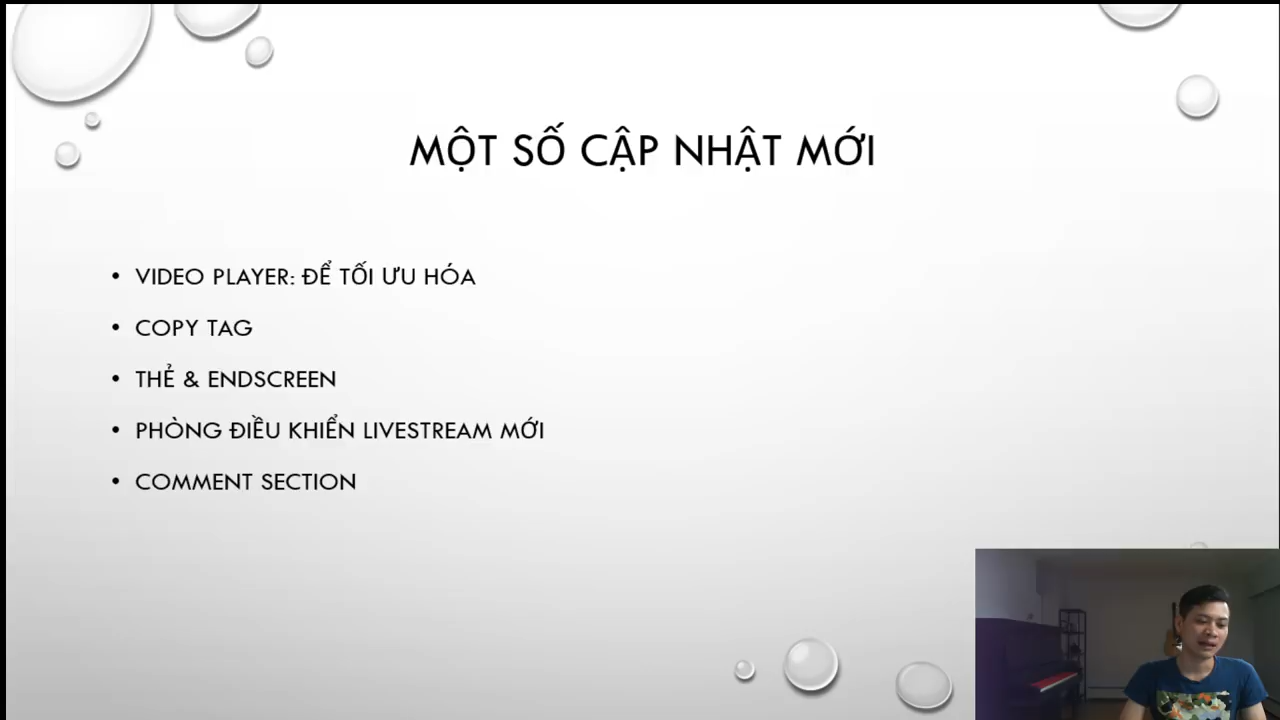 MỘT SỐ CẬP NHẬT MỚI
• VIDEO PLAYER: ĐỂ TỐI ƯU HÓA
• COPY TAG
• THẺ & ENDSCREEN
• PHÒNG ĐIỀU KHIỂN LIVESTREAM MỚI
• COMMENT SECTION